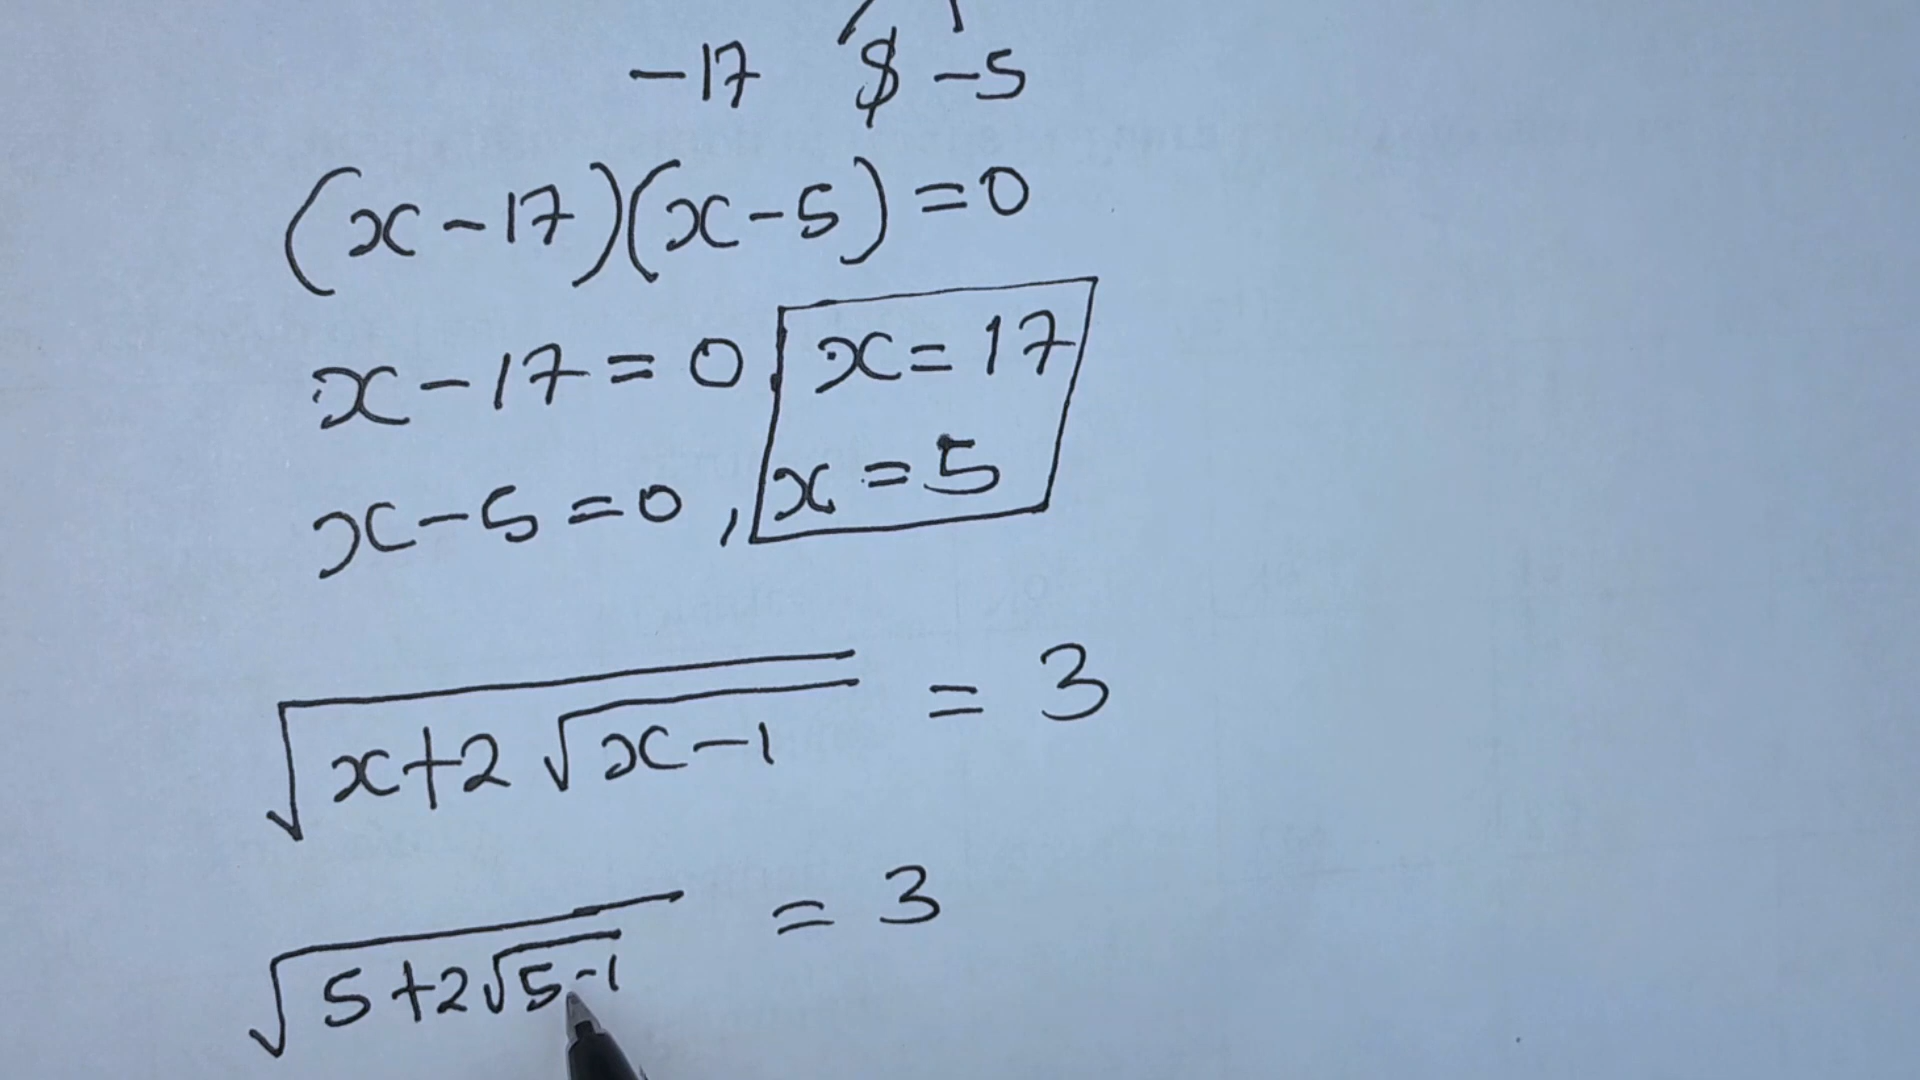 -17 $ -5
(x-17)(x-5)=0
x-17=0 x=17
x-5=0, x=5
√(x+2√(x-1)) = 3
√(5+2√(5-1)) = 3